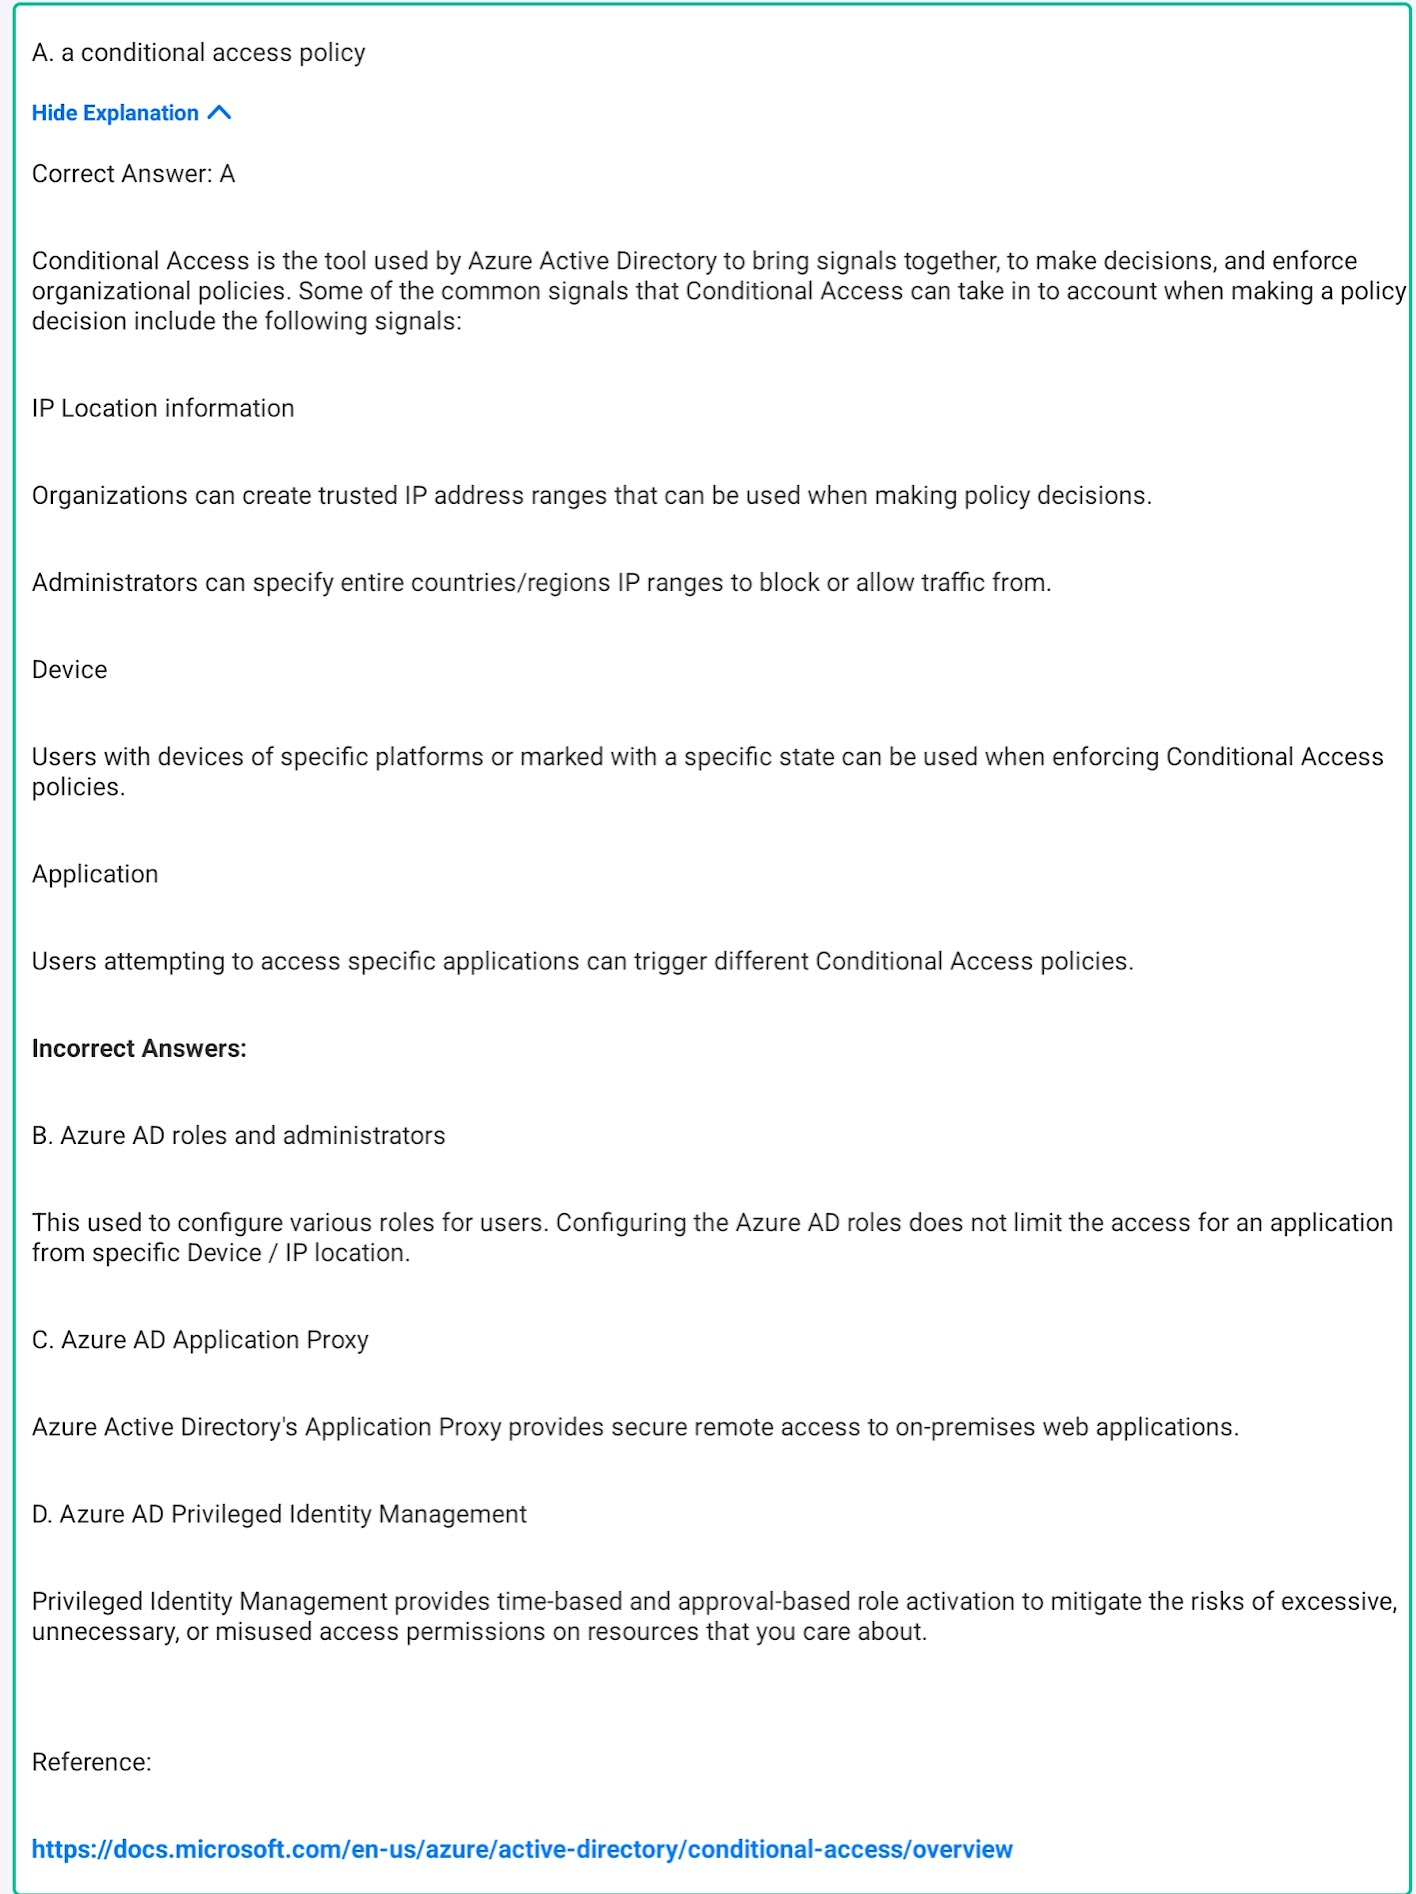 A. a conditional access policy
Hide Explanation
Correct Answer: A
Conditional Access is the tool used by Azure Active Directory to bring signals together, to make decisions, and enforce
organizational policies. Some of the common signals that Conditional Access can take in to account when making a policy
decision include the following signals:
IP Location information
Organizations can create trusted IP address ranges that can be used when making policy decisions.
Administrators can specify entire countries/regions IP ranges to block or allow traffic from.
Device
Users with devices of specific platforms or marked with a specific state can be used when enforcing Conditional Access
policies.
Application
Users attempting to access specific applications can trigger different Conditional Access policies.
Incorrect Answers:
B. Azure AD roles and administrators
This used to configure various roles for users. Configuring the Azure AD roles does not limit the access for an application
from specific Device / IP location.
C. Azure AD Application Proxy
Azure Active Directory's Application Proxy provides secure remote access to on-premises web applications.
D. Azure AD Privileged Identity Management
Privileged Identity Management provides time-based and approval-based role activation to mitigate the risks of excessive,
unnecessary, or misused access permissions on resources that you care about.
Reference:
https://docs.microsoft.com/en-us/azure/active-directory/conditional-access/overview